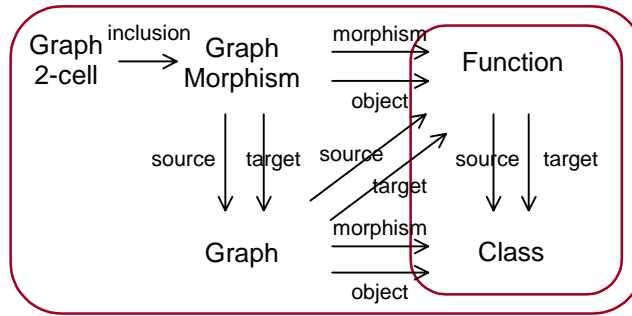 Graph
2-cell
inclusion
Graph
Morphism
morphism
object
Function
source
target
source
target
source
target
Graph
morphism
object
Class